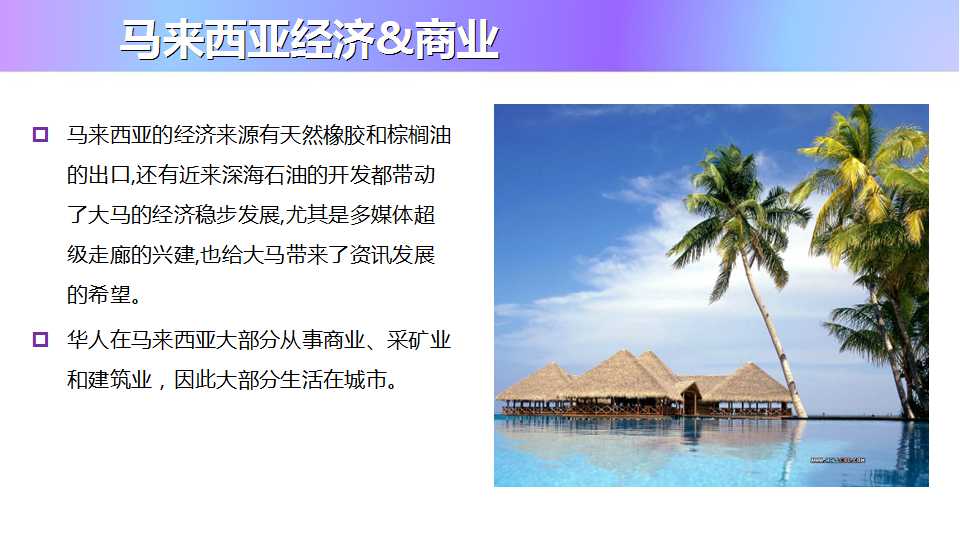 马来西亚经济&商业
马来西亚的经济来源有天然橡胶和棕榈油
的出口,还有近来深海石油的开发都带动
了大马的经济稳步发展,尤其是多媒体超
级走廊的兴建,也给大马带来了资讯发展
的希望。
华人在马来西亚大部分从事商业、采矿业
和建筑业，因此大部分生活在城市。